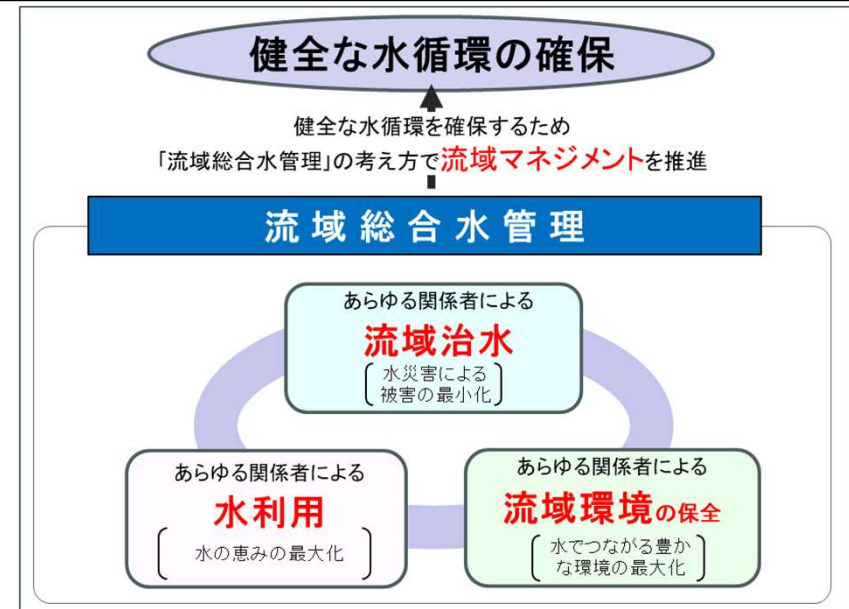 健全な水循環の確保
健全な水循環を確保するため
「流域総合水管理」の考え方で流域マネジメントを推進
流域総合水管理
あらゆる関係者による
流域治水
水災害による
被害の最小化
あらゆる関係者による
水利用
水の恵みの最大化
あらゆる関係者による
流域環境の保全
水でつながる豊か
な環境の最大化